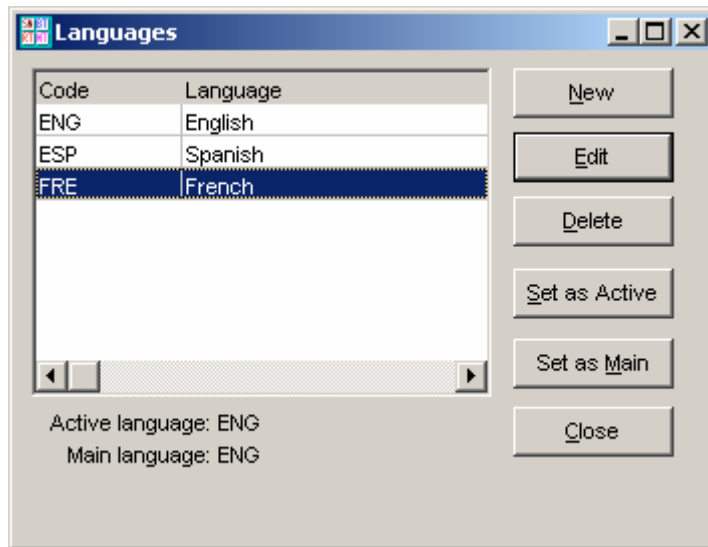 Languages
Code Language
ENG English
ESP Spanish
FRE French
New
Edit
Delete
Set as Active
Set as Main
Close
Active language: ENG
Main language: ENG